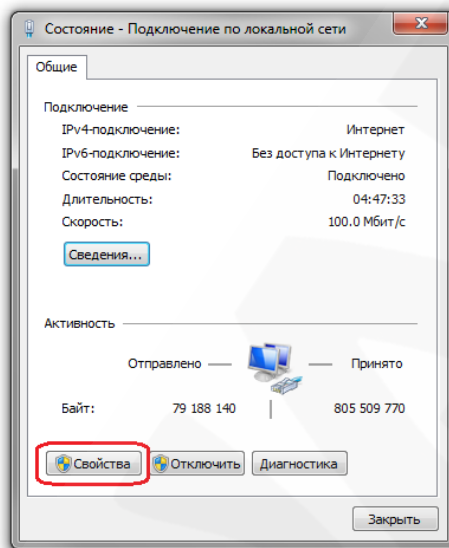 Состояние - Подключение по локальной сети
Общие
Подключение
IPv4-подключение: Интернет
IPv6-подключение: Без доступа к Интернету
Состояние среды: Подключено
Длительность: 04:47:33
Скорость: 100.0 Мбит/с
Сведения...
Активность
Отправлено — — Принято
Байт: 79 188 140 805 509 770
Свойства Отключить Диагностика
Закрыть